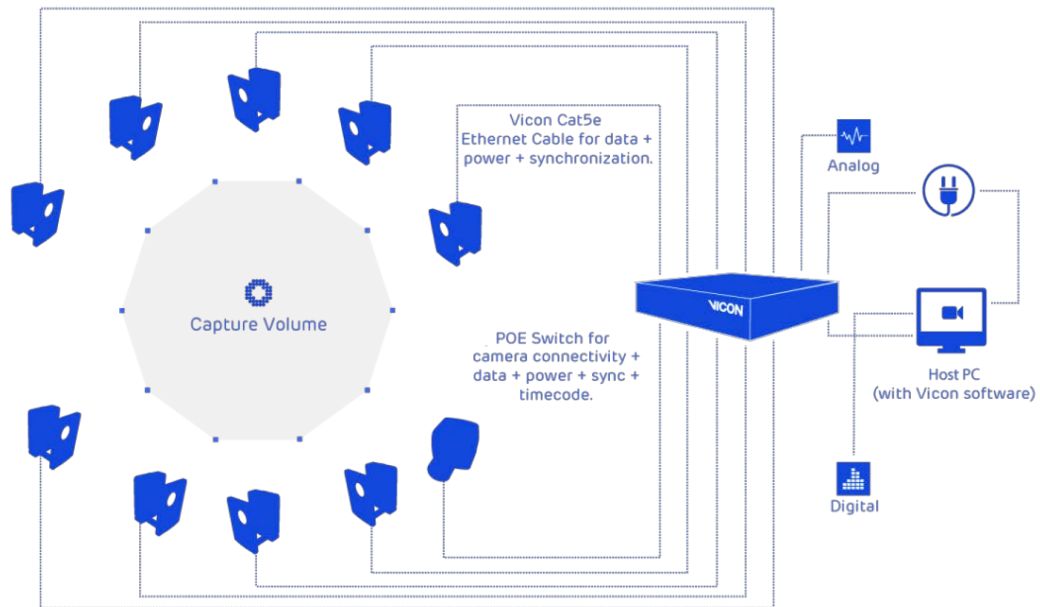 Vicon Cat5e
Ethernet Cable for data +
power + synchronization.
Analog
Capture Volume
VICON
POE Switch for
camera connectivity +
data + power + sync +
timecode.
Host PC
(with Vicon software)
Digital